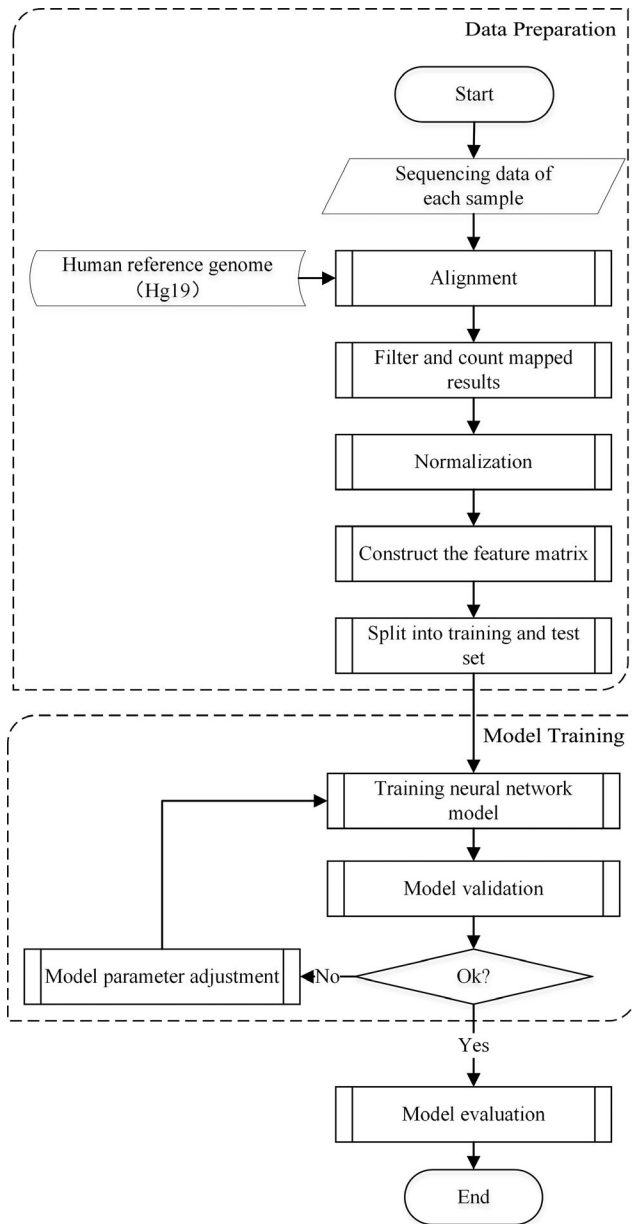 Data Preparation
Start
Sequencing data of
each sample
Human reference genome
（Hg19）
Alignment
Filter and count mapped
results
Normalization
Construct the feature matrix
Split into training and test
set
Model Training
Training neural network
model
Model validation
Model parameter adjustment
No
Ok?
Yes
Model evaluation
End